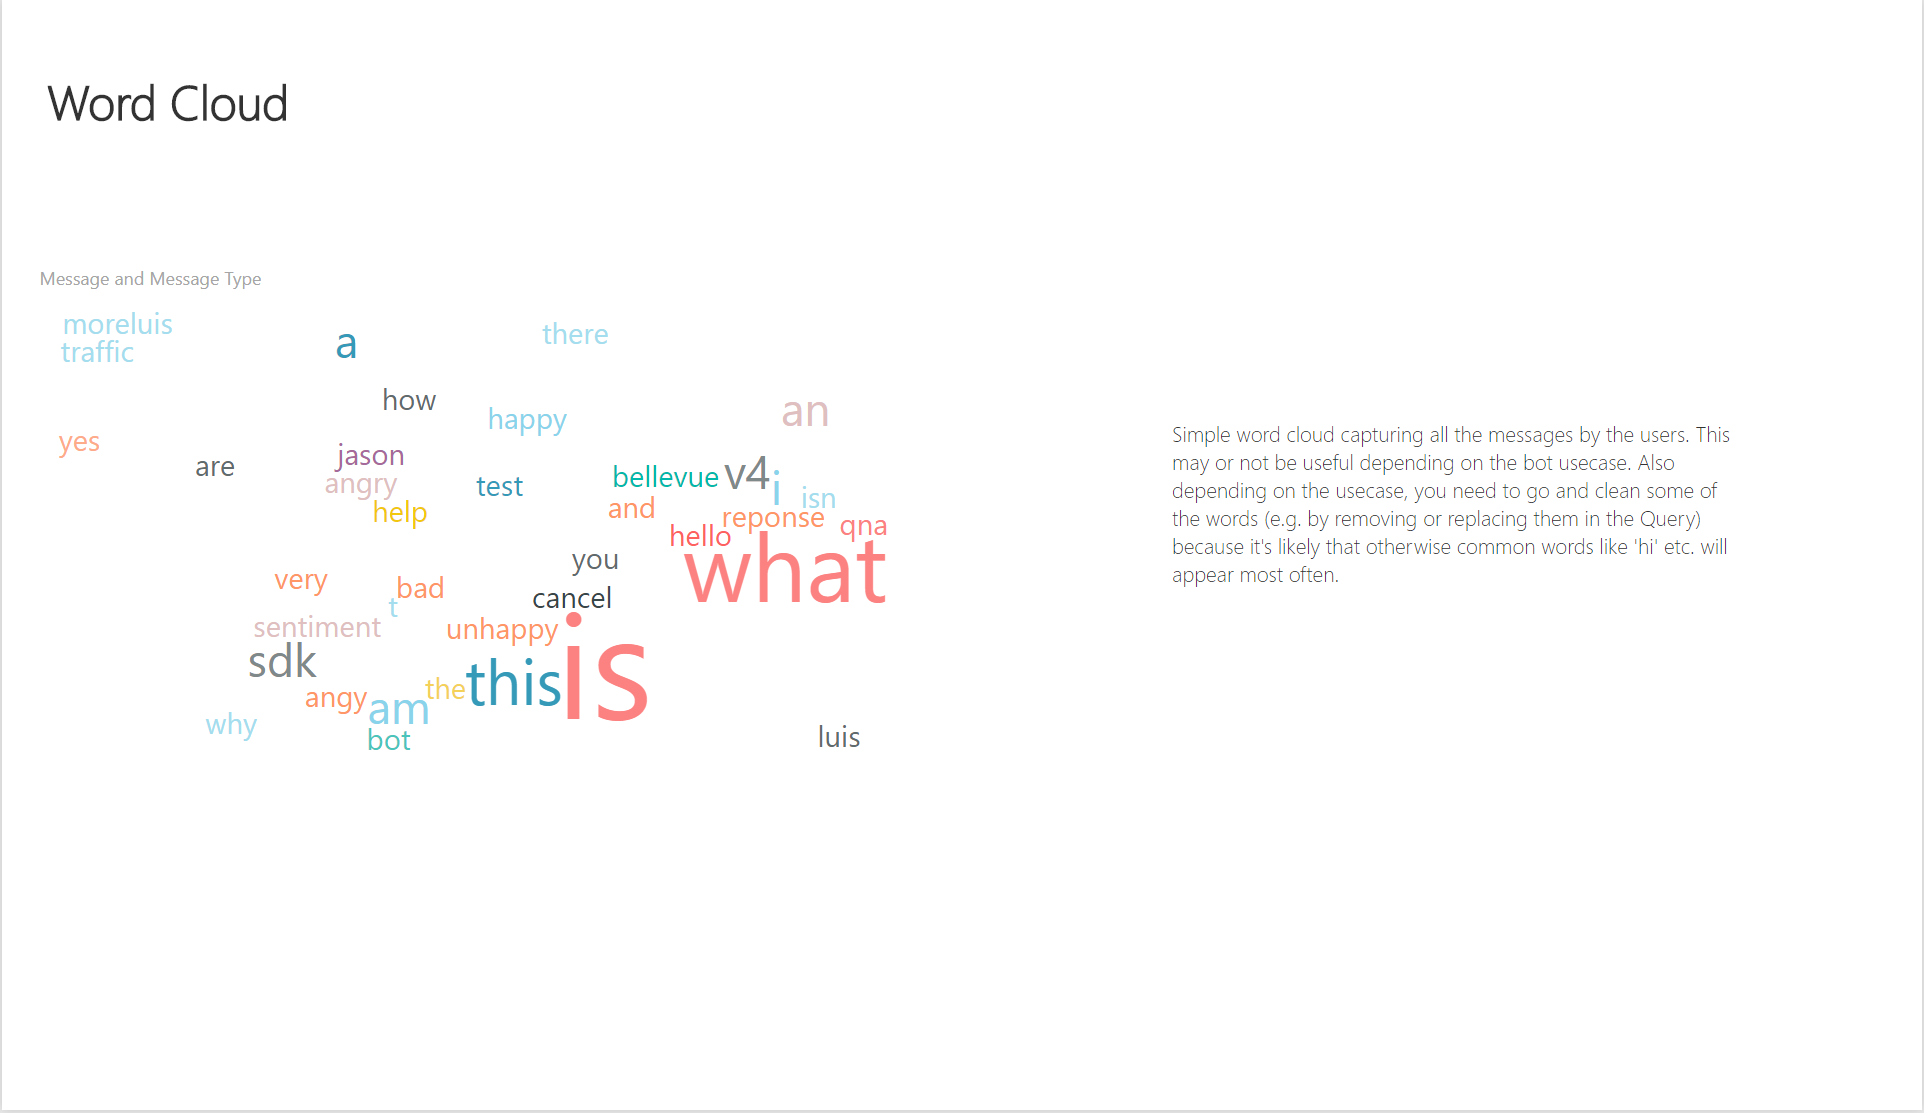 Word Cloud
Message and Message Type
moreluis
traffic
a
there
how
happy
an
yes
are
jason
angry
help
test
bellevue
v4
i
isn
and
reponse
qna
hello
what
you
cancel
very
bad
t
sentiment
unhappy
is
sdk
this
the
angy
am
why
bot
luis
Simple word cloud capturing all the messages by the users. This
may or not be useful depending on the bot usecase. Also
depending on the usecase, you need to go and clean some of
the words (e.g. by removing or replacing them in the Query)
because it's likely that otherwise common words like 'hi' etc. will
appear most often.